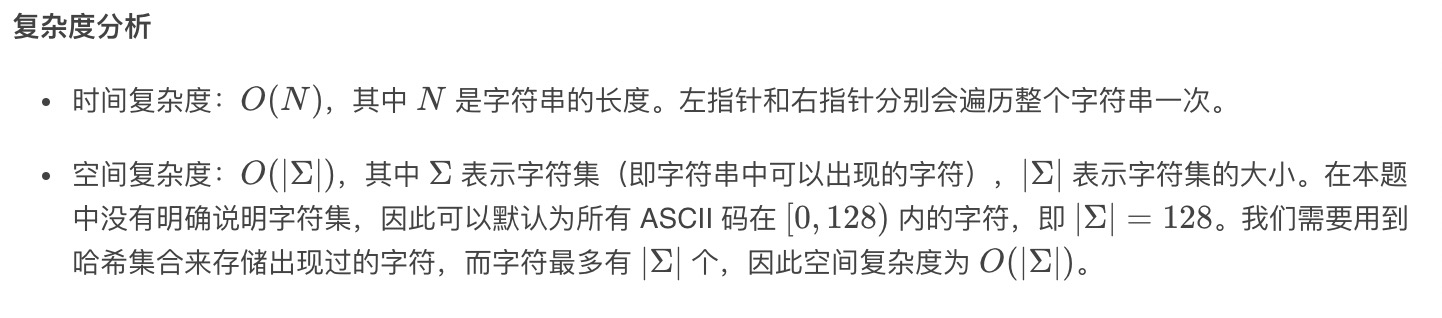 复杂度分析
• 时间复杂度：O(N)，其中 N 是字符串的长度。左指针和右指针分别会遍历整个字符串一次。
• 空间复杂度：O(|Σ|)，其中 Σ 表示字符集（即字符串中可以出现的字符），|Σ| 表示字符集的大小。在本题
中没有明确说明字符集，因此可以默认为所有 ASCII 码在 [0, 128) 内的字符，即 |Σ| = 128。我们需要用到
哈希集合来存储出现过的字符，而字符最多有 |Σ| 个，因此空间复杂度为 O(|Σ|)。